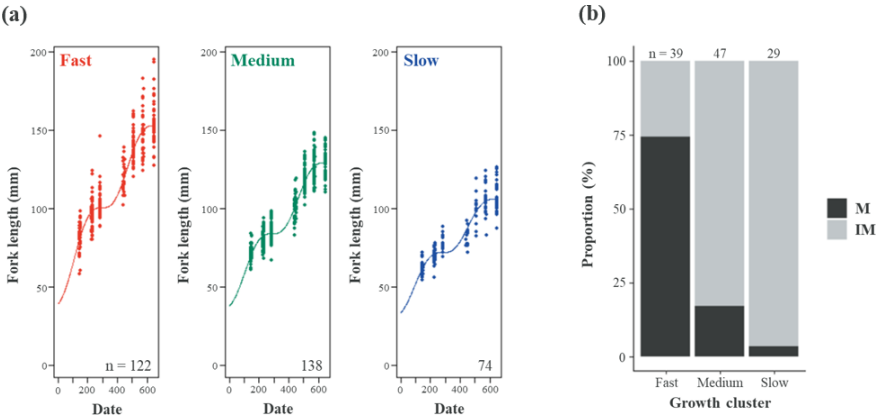 (a)
Fast
Fork length (mm)
200
150
100
50
0
n = 122
0 200 400 600
Date
Medium
Fork length (mm)
200
150
100
50
0
138
0 200 400 600
Date
Slow
Fork length (mm)
200
150
100
50
0
74
0 200 400 600
Date
(b)
n = 39 47 29
Proportion (%)
100
75
50
25
0
Fast Medium Slow
Growth cluster
M
IM